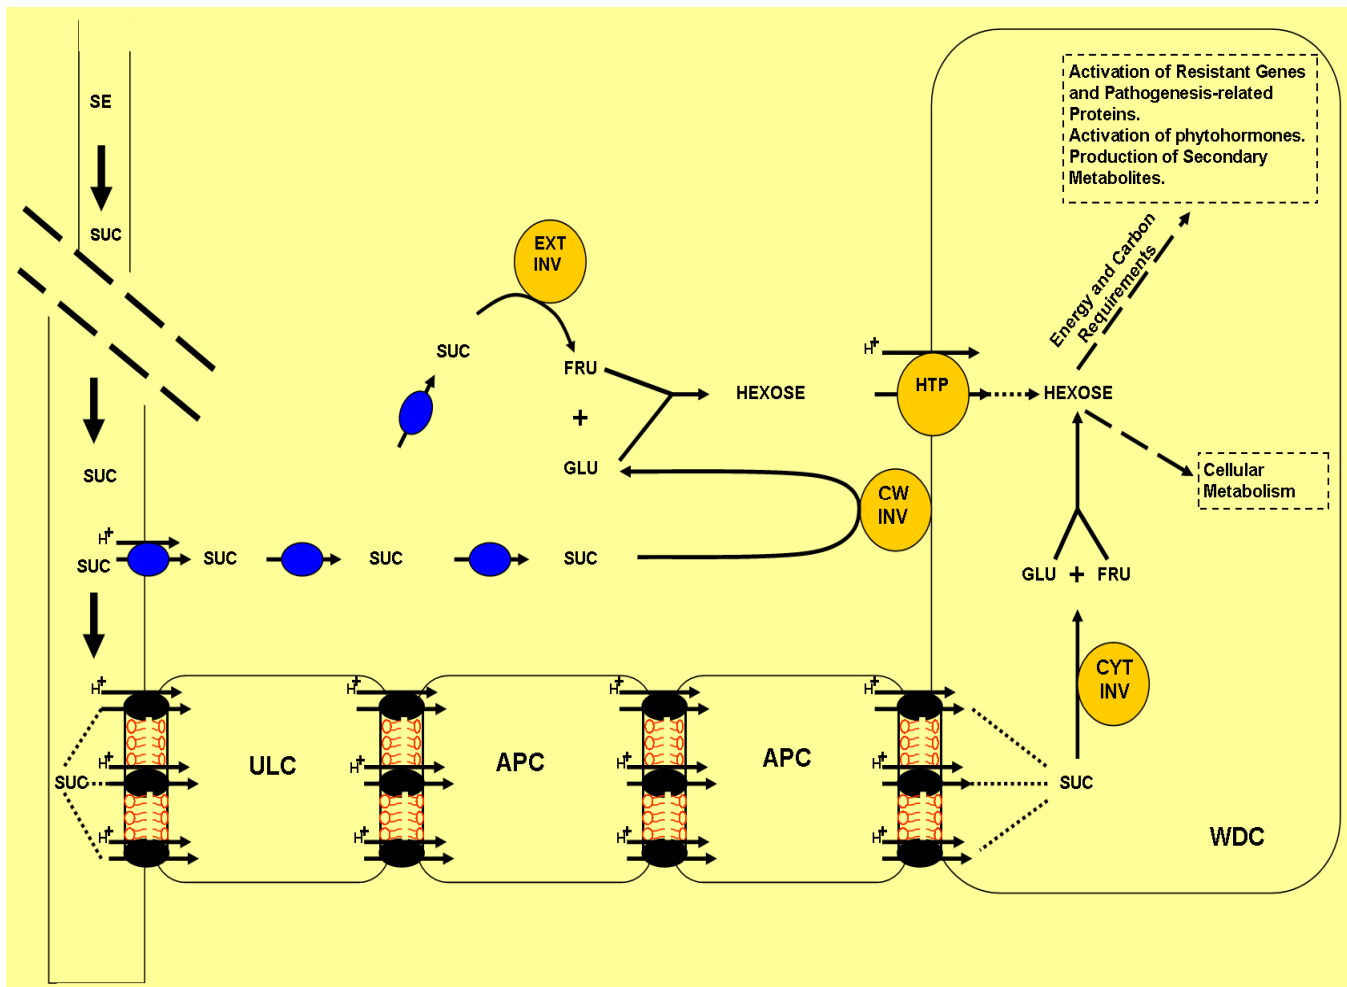 SE
SUC
Activation of Resistant Genes
and Pathogenesis-related
Proteins.
Activation of phytohormones.
Production of Secondary
Metabolites.
Energy and Carbon
Requirements
EXT
INV
SUC
FRU
+
GLU
HEXOSE
H+
HTP
HEXOSE
Cellular
Metabolism
CW
INV
SUC
H+
SUC
SUC
SUC
SUC
GLU + FRU
CYT
INV
SUC
WDC
H+
H+
H+
H+
SUC
ULC
APC
APC
H+
H+
H+
H+
H+
H+
H+
H+